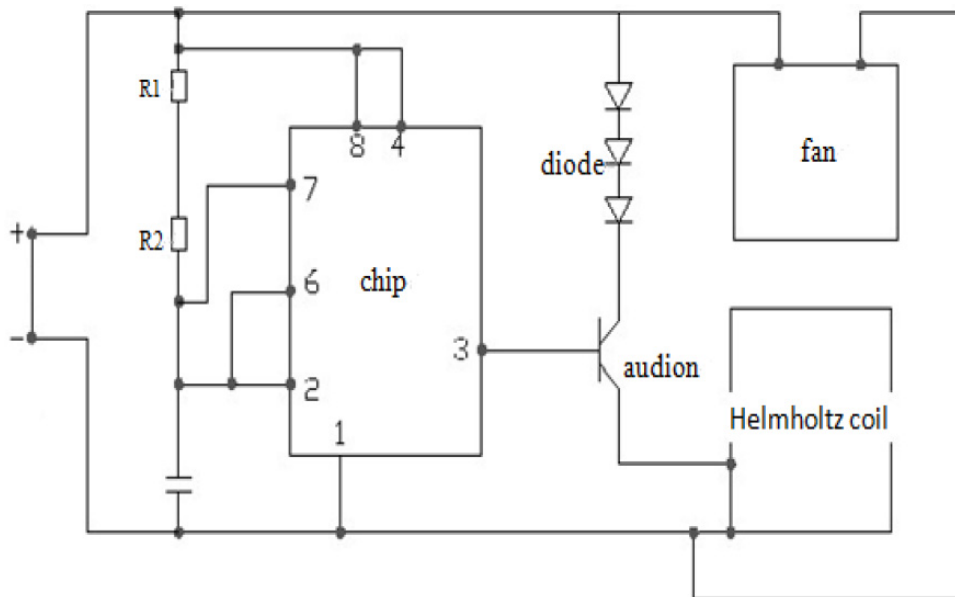 R1
8 4
diode
fan
7
+
R2
6
chip
-
3
audion
2
Helmholtz coil
1